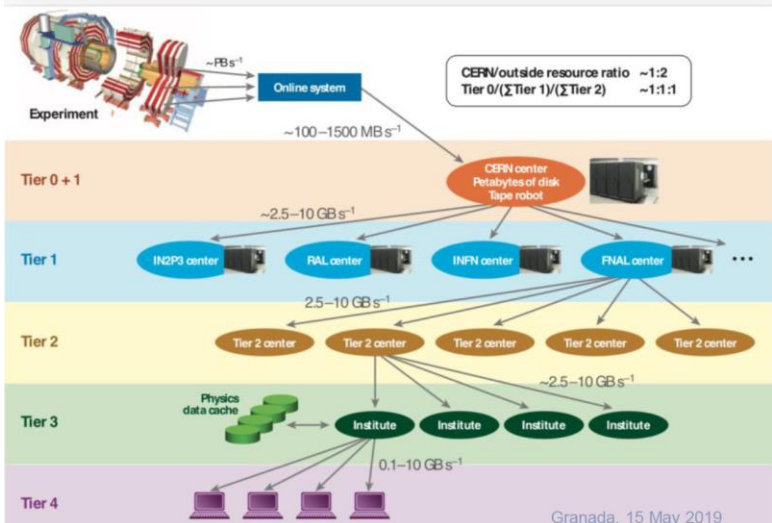 ~PB s⁻¹
Online system
Experiment
CERN/outside resource ratio ~1:2
Tier 0/(∑Tier 1)/(∑Tier 2) ~1:1:1
~100–1500 MB s⁻¹
Tier 0 + 1
CERN center
Petabytes of disk
Tape robot
~2.5–10 GB s⁻¹
Tier 1
IN2P3 center
RAL center
INFN center
FNAL center
...
2.5–10 GB s⁻¹
Tier 2
Tier 2 center
Tier 2 center
Tier 2 center
Tier 2 center
Tier 2 center
~2.5–10 GB s⁻¹
Physics
data cache
Tier 3
Institute
Institute
Institute
Institute
0.1–10 GB s⁻¹
Tier 4
Granada, 15 May 2019